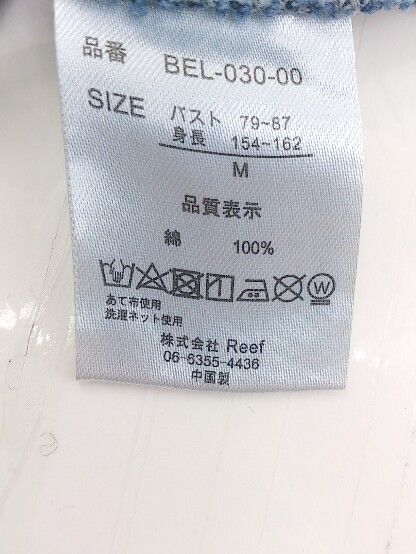 品番 BEL-030-00
SIZE バスト 79~87
身長 154~162
M
品質表示
綿 100%
W
あて布使用
洗濯ネット使用
株式会社 Reef
06-6355-4436
中国製